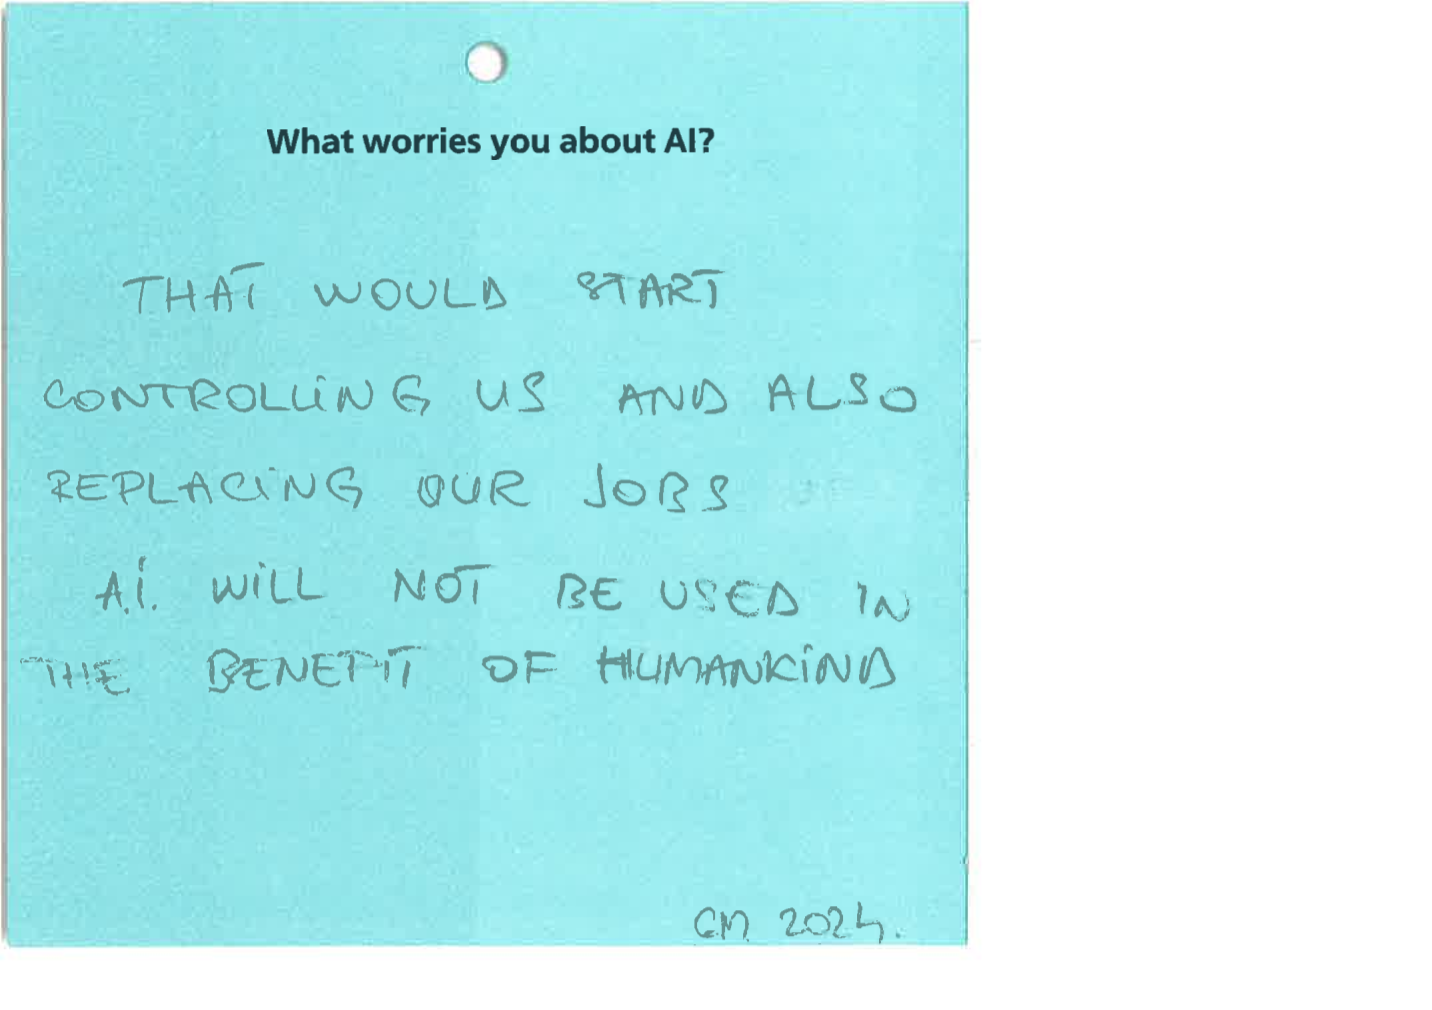 What worries you about AI?
THAT WOULD START
CONTROLLING US AND ALSO
REPLACING OUR JOBS
A.I. WILL NOT BE USED IN
THE BENEFIT OF HUMANKIND
CM 2024.